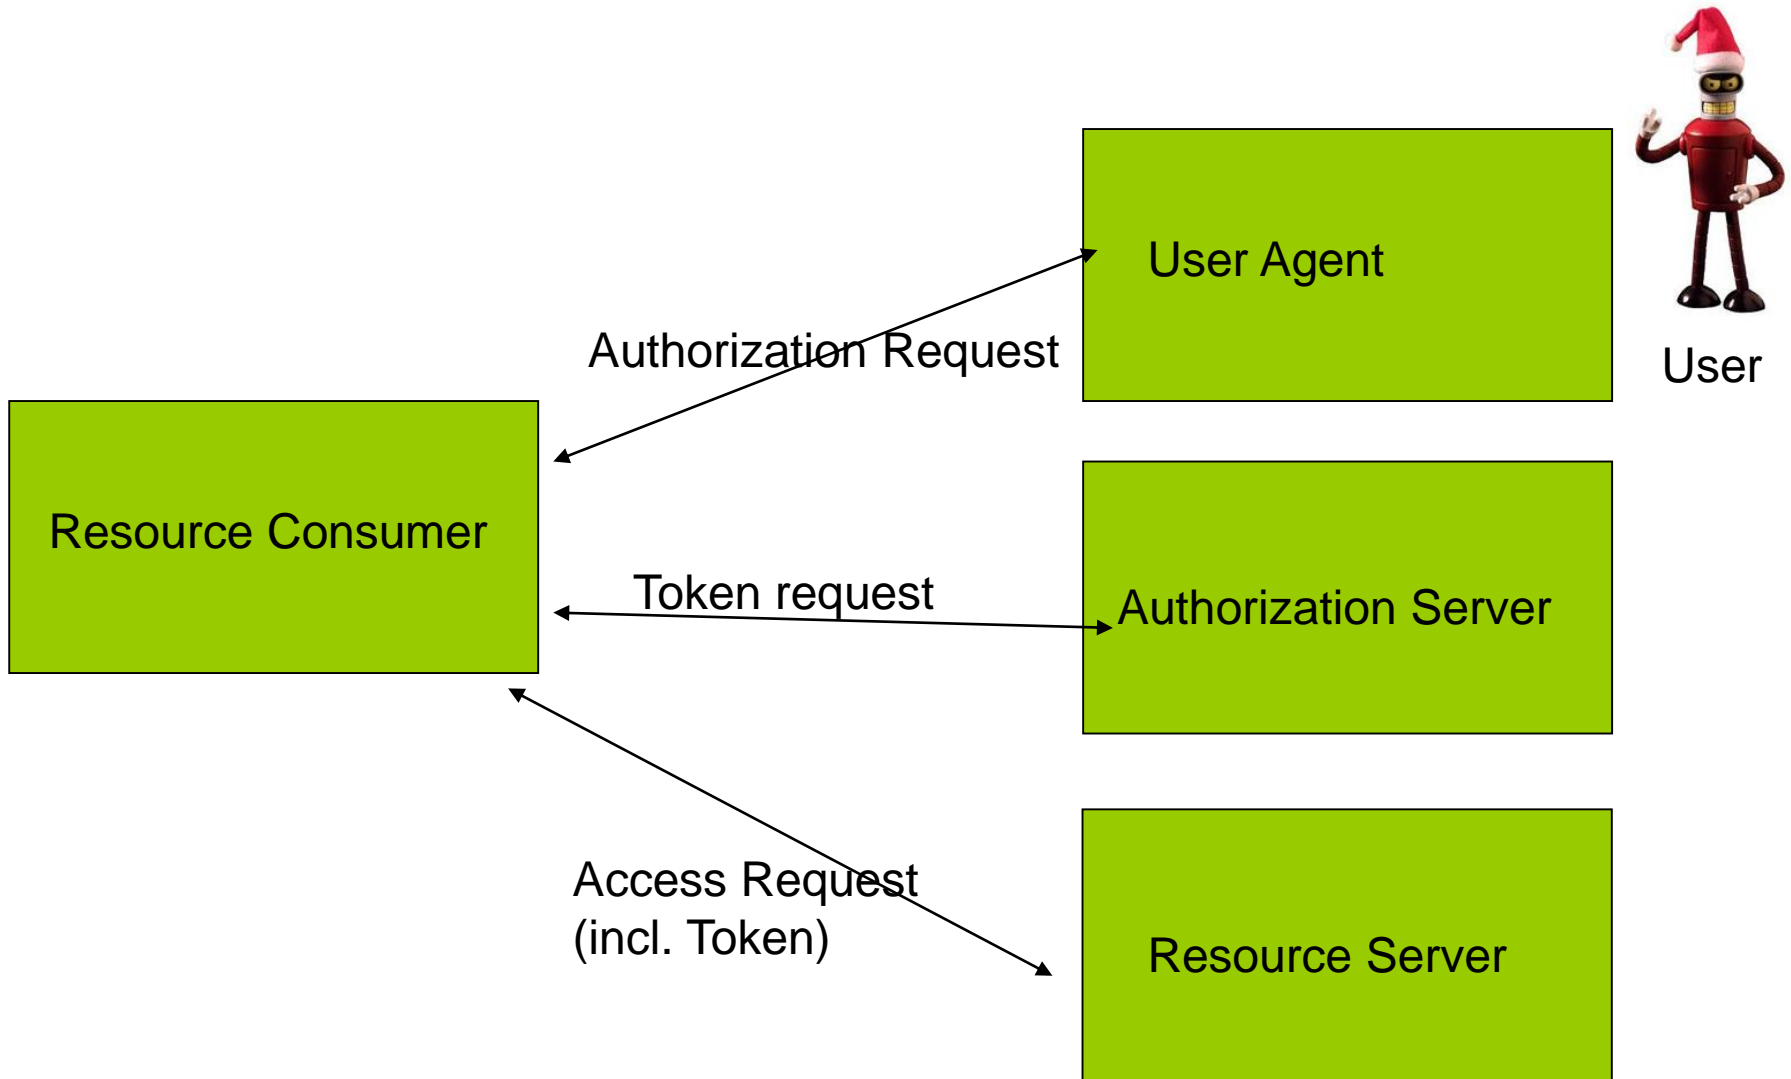 User Agent
Authorization Request
User
Resource Consumer
Token request
Authorization Server
Access Request
(incl. Token)
Resource Server